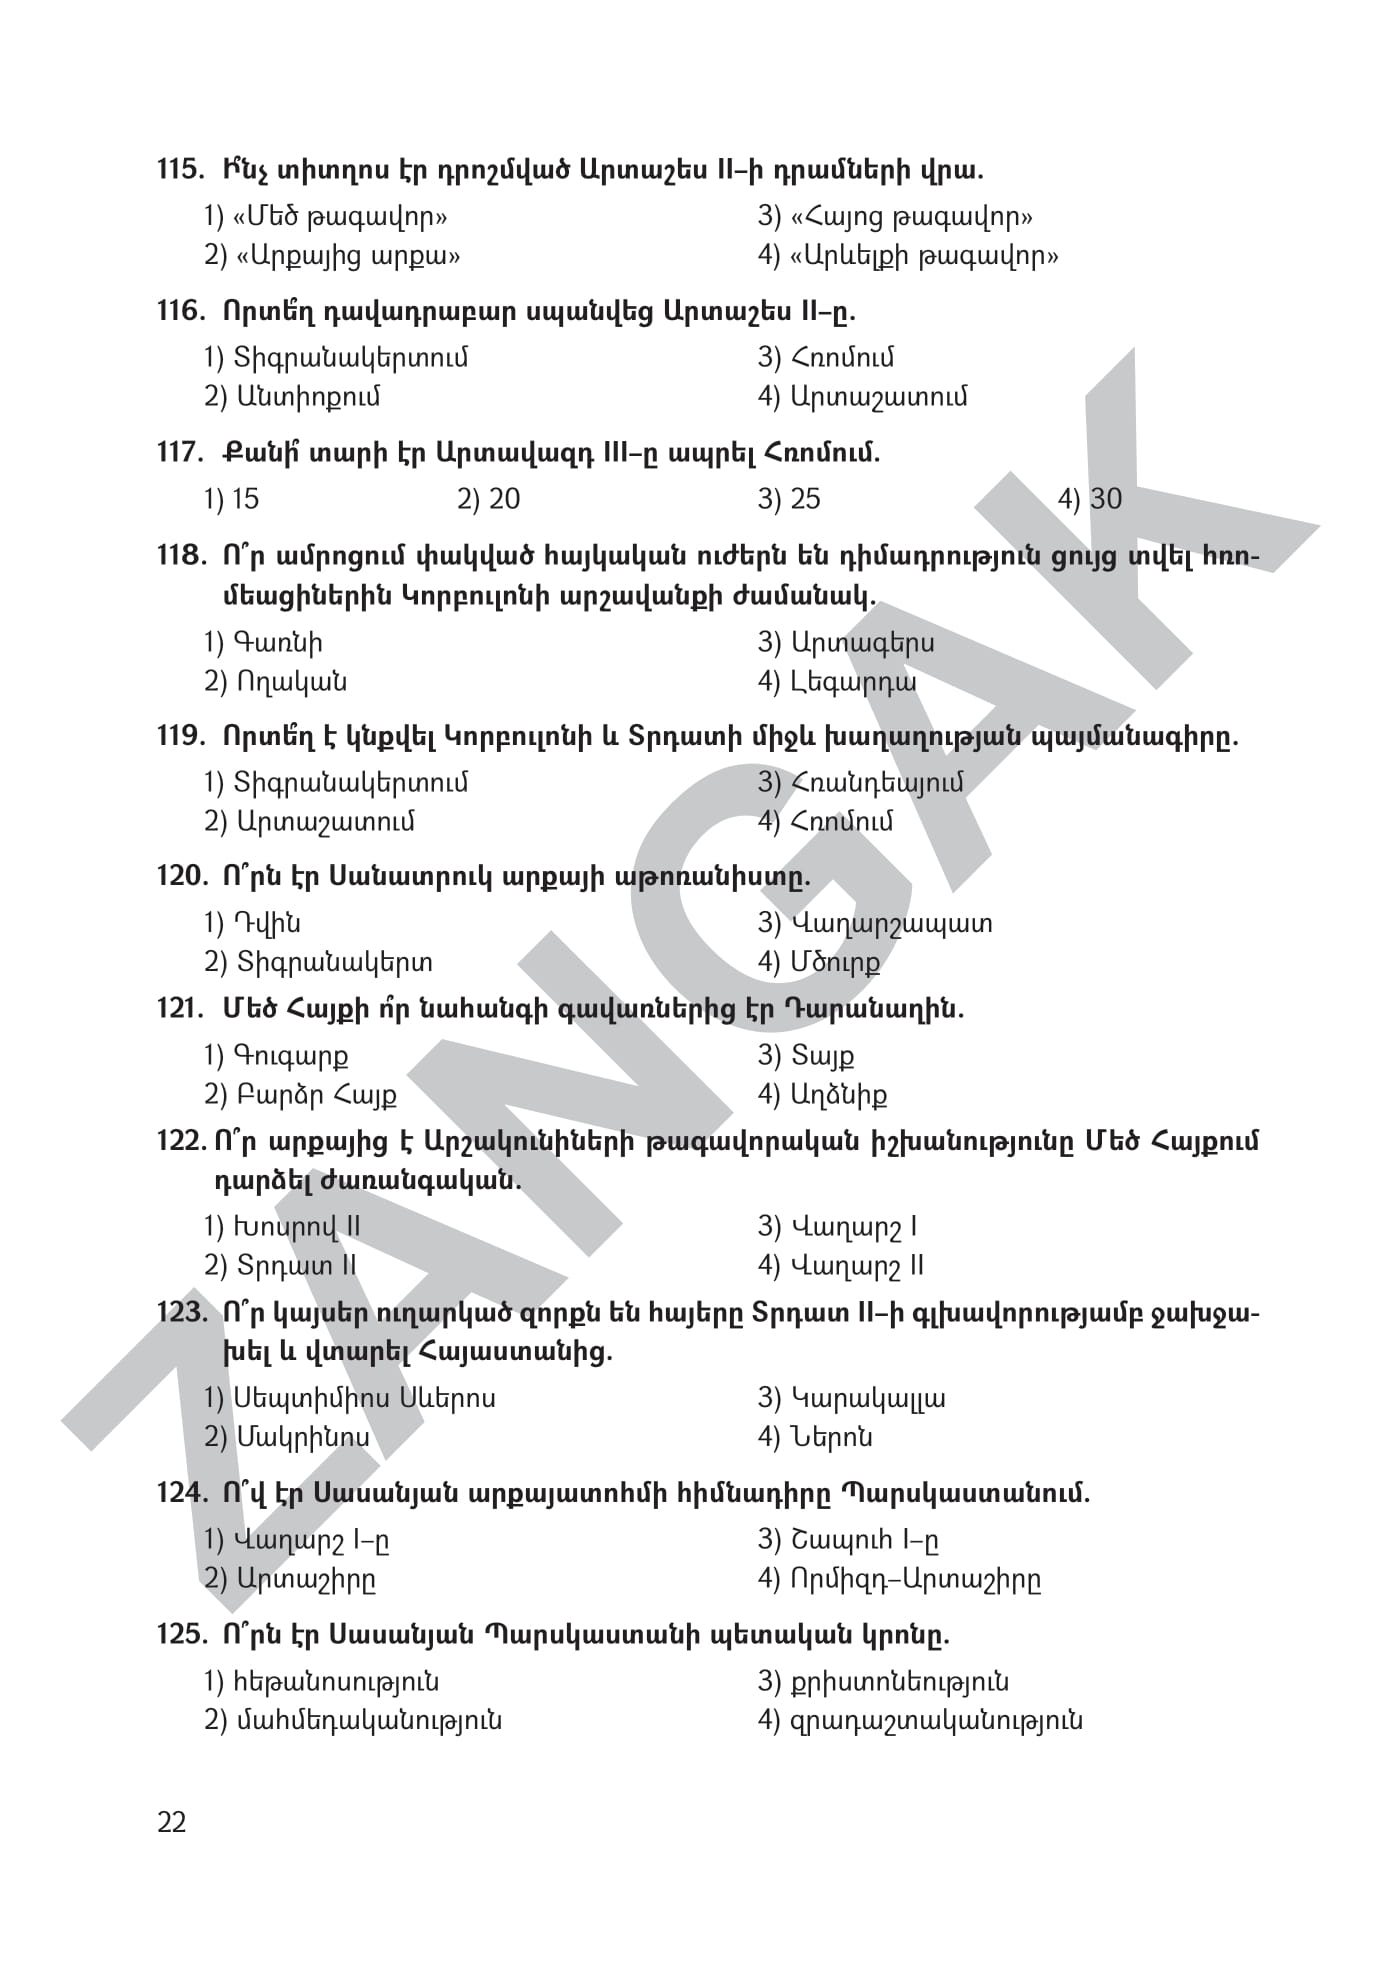 115. Ի՞նչ տիտղոս էր դրոշմված Արտաշես II–ի դրամների վրա.
1) «Մեծ թագավոր» 3) «Հայոց թագավոր»
2) «Արքայից արքա» 4) «Արևելքի թագավոր»
116. Որտե՞ղ դավադրաբար սպանվեց Արտաշես II–ը.
1) Տիգրանակերտում 3) Հռոմում
2) Անտիոքում 4) Արտաշատում
117. Քանի՞ տարի էր Արտավազդ III–ը ապրել Հռոմում.
1) 15 2) 20 3) 25 4) 30
118. Ո՞ր ամրոցում փակված հայկական ուժերն են դիմադրություն ցույց տվել հռո-
մեացիներին Կորբուլոնի արշավանքի ժամանակ.
1) Գառնի 3) Արտագերս
2) Ողական 4) Լեգարդա
119. Որտե՞ղ է կնքվել Կորբուլոնի և Տրդատի միջև խաղաղության պայմանագիրը.
1) Տիգրանակերտում 3) Հռանդեայում
2) Արտաշատում 4) Հռոմում
120. Ո՞րն էր Սանատրուկ արքայի աթոռանիստը.
1) Դվին 3) Վաղարշապատ
2) Տիգրանակերտ 4) Մծուրք
121. Մեծ Հայքի ո՞ր նահանգի գավառներից էր Դարանաղին.
1) Գուգարք 3) Տայք
2) Բարձր Հայք 4) Աղձնիք
122. Ո՞ր արքայից է Արշակունիների թագավորական իշխանությունը Մեծ Հայքում
դարձել ժառանգական.
1) Խոսրով II 3) Վաղարշ I
2) Տրդատ II 4) Վաղարշ II
123. Ո՞ր կայսեր ուղարկած զորքն են հայերը Տրդատ II–ի գլխավորությամբ ջախջա-
խել և վտարել Հայաստանից.
1) Սեպտիմիոս Սևերոս 3) Կարակալլա
2) Մակրինոս 4) Ներոն
124. Ո՞վ էր Սասանյան արքայատոհմի հիմնադիրը Պարսկաստանում.
1) Վաղարշ I–ը 3) Շապուհ I–ը
2) Արտաշիրը 4) Որմիզդ–Արտաշիրը
125. Ո՞րն էր Սասանյան Պարսկաստանի պետական կրոնը.
1) հեթանոսություն 3) քրիստոնեություն
2) մահմեդականություն 4) զրադաշտականություն
22
ZANGAK